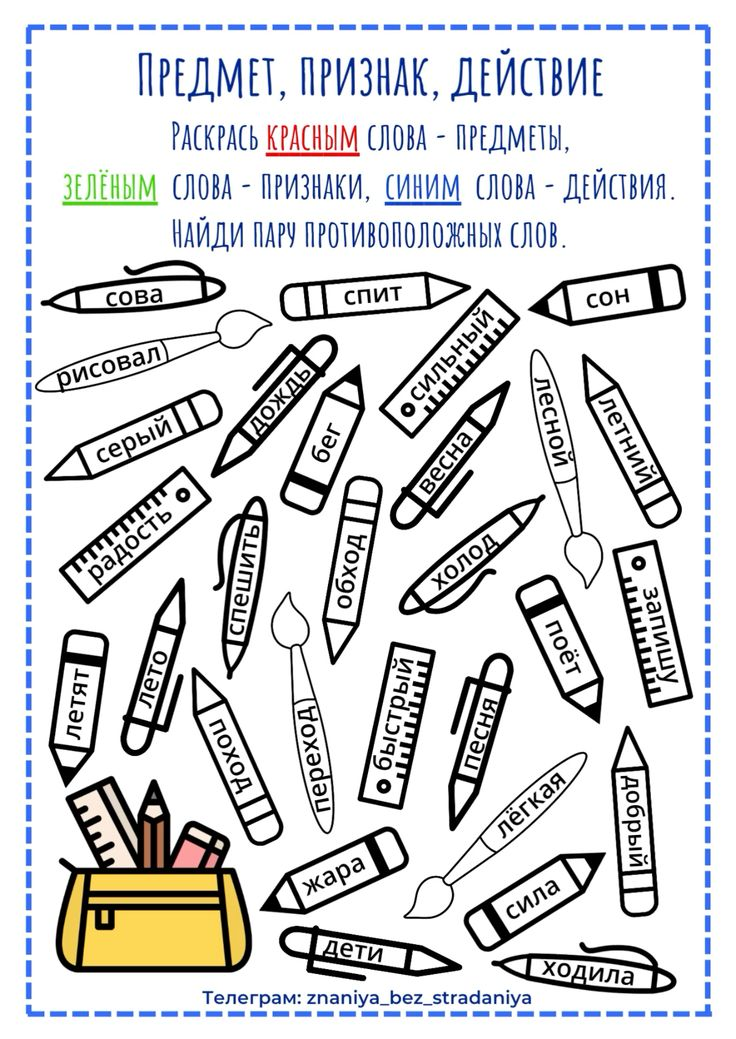 Предмет, признак, действие
Раскрась красным слова - предметы,
зелёным слова - признаки, синим слова - действия.
Найди пару противоположных слов.
сова
спит
сон
рисовал
сильный
дождь
лесной
летний
серый
бег
весна
радость
спешить
обход
холод
запишу
поёт
летят
лето
поход
переход
быстрый
песня
лёгкая
добрый
жара
сила
дети
ходила
Телеграм: znaniya_bez_stradaniya